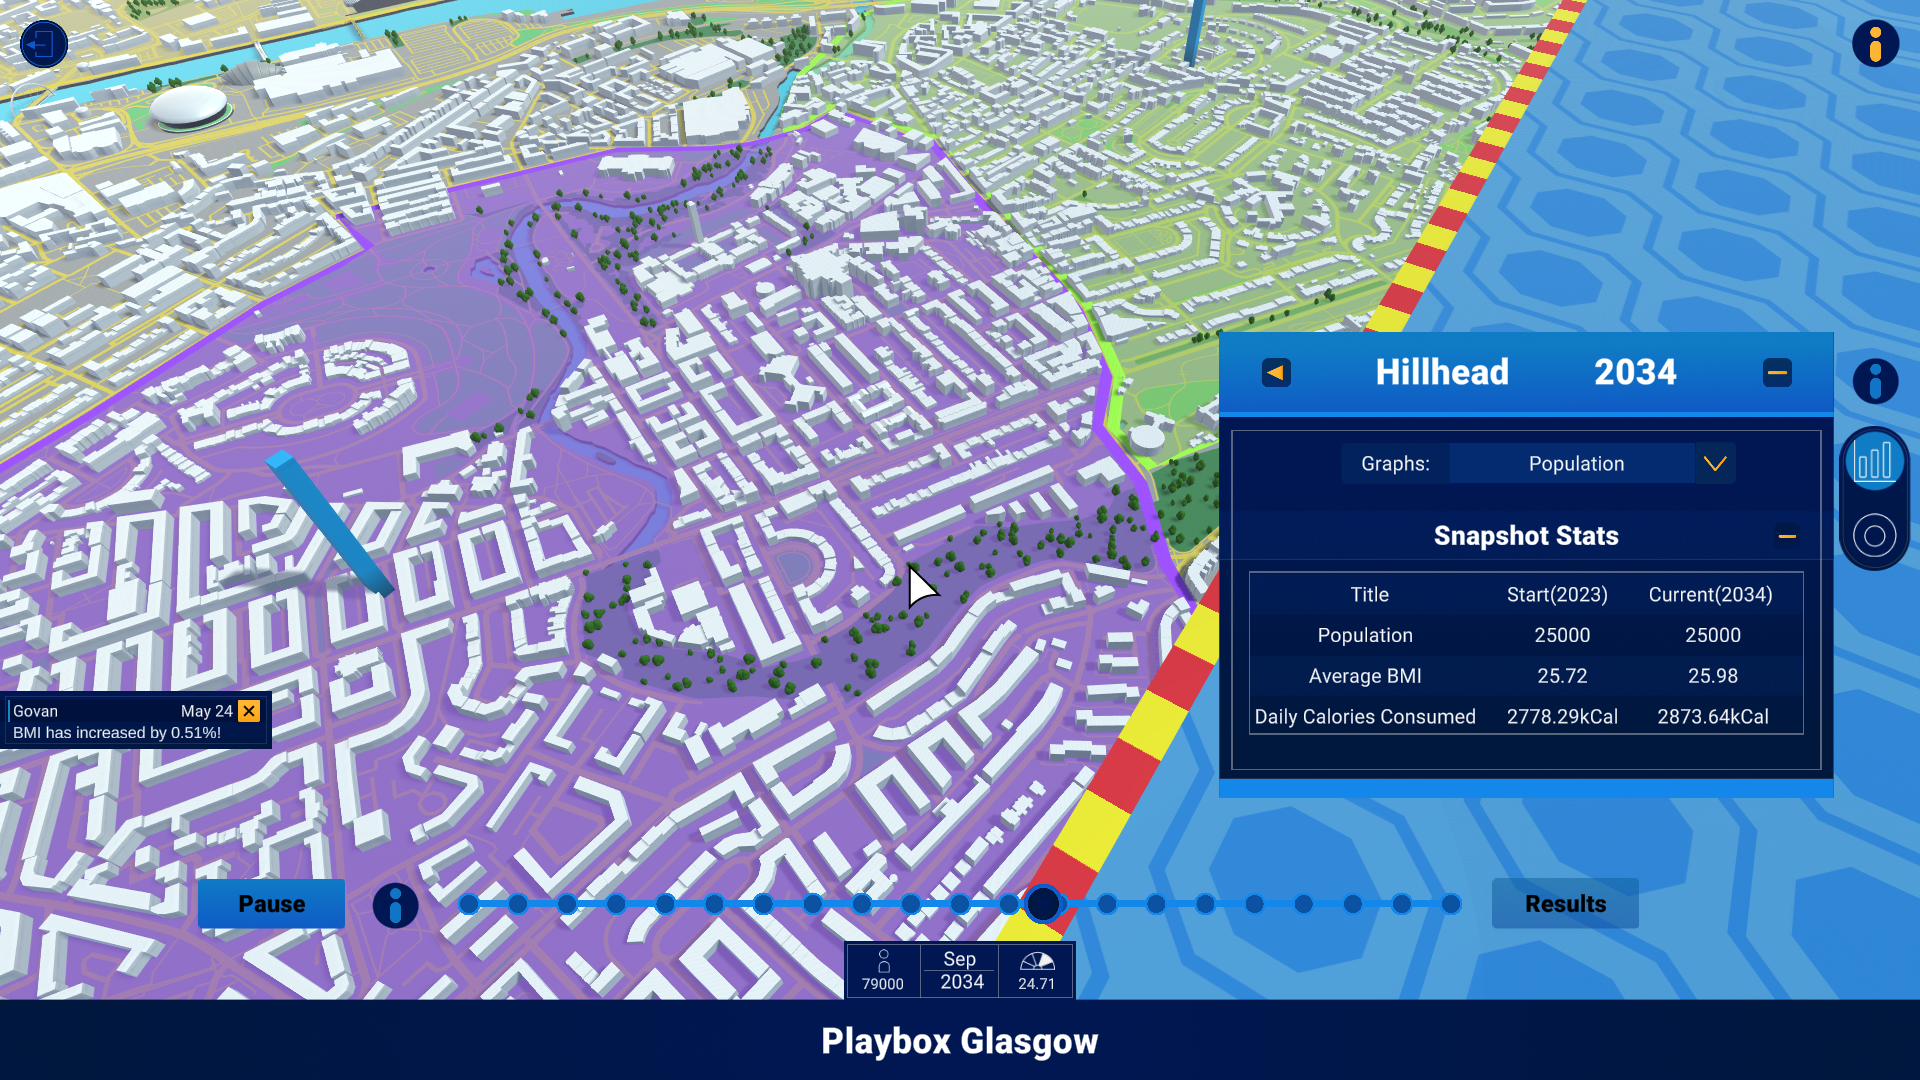 Hillhead 2034
Graphs: Population
Snapshot Stats
Title Start(2023) Current(2034)
Population 25000 25000
Average BMI 25.72 25.98
Daily Calories Consumed 2778.29kCal 2873.64kCal
Govan May 24
BMI has increased by 0.51%!
Pause
Results
Sep
79000 2034 24.71
Playbox Glasgow